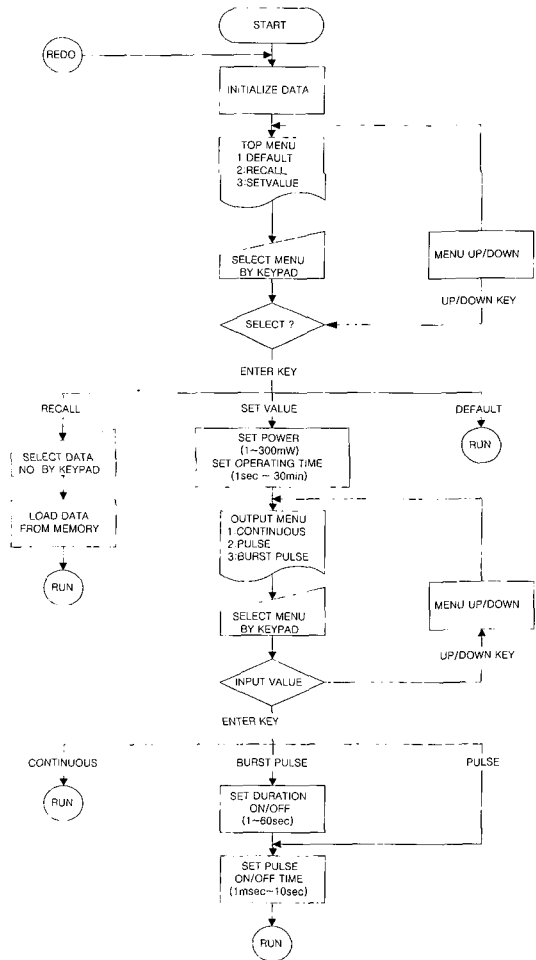 START
REDO
INITIALIZE DATA
TOP MENU
1 DEFAULT
2:RECALL
3:SETVALUE
SELECT MENU
BY KEYPAD
MENU UP/DOWN
UP/DOWN KEY
SELECT ?
ENTER KEY
RECALL
SET VALUE
DEFAULT
SELECT DATA
NO. BY KEYPAD
SET POWER
(1~300mW)
SET OPERATING TIME
(1sec ~ 30min)
RUN
LOAD DATA
FROM MEMORY
OUTPUT MENU
1:CONTINUOUS
2:PULSE
3:BURST PULSE
RUN
SELECT MENU
BY KEYPAD
MENU UP/DOWN
UP/DOWN KEY
INPUT VALUE
ENTER KEY
CONTINUOUS
BURST PULSE
PULSE
RUN
SET DURATION
ON/OFF
(1~60sec)
SET PULSE
ON/OFF TIME
(1msec~10sec)
RUN